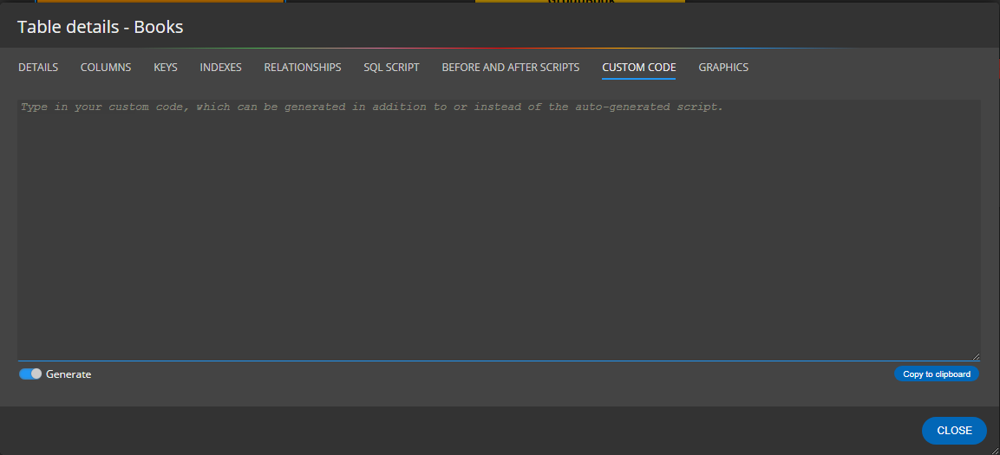 GroupBook
Table details - Books
DETAILS COLUMNS KEYS INDEXES RELATIONSHIPS SQL SCRIPT BEFORE AND AFTER SCRIPTS CUSTOM CODE GRAPHICS
Type in your custom code, which can be generated in addition to or instead of the auto-generated script.
Generate Copy to clipboard
CLOSE